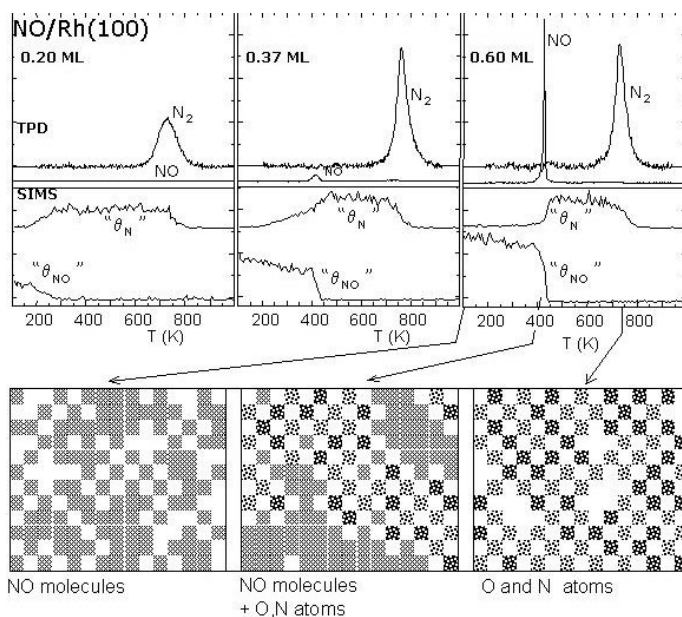 NO/Rh(100)
0.20 ML
0.37 ML
0.60 ML
NO
N2
N2
N2
TPD
NO
NO
SIMS
“θN”
“θN”
“θN”
“θNO”
“θNO”
“θNO”
200 400 600 800
200 400 600 800
200 400 600 800
T (K)
T (K)
T (K)
NO molecules
NO molecules
+ O,N atoms
O and N atoms